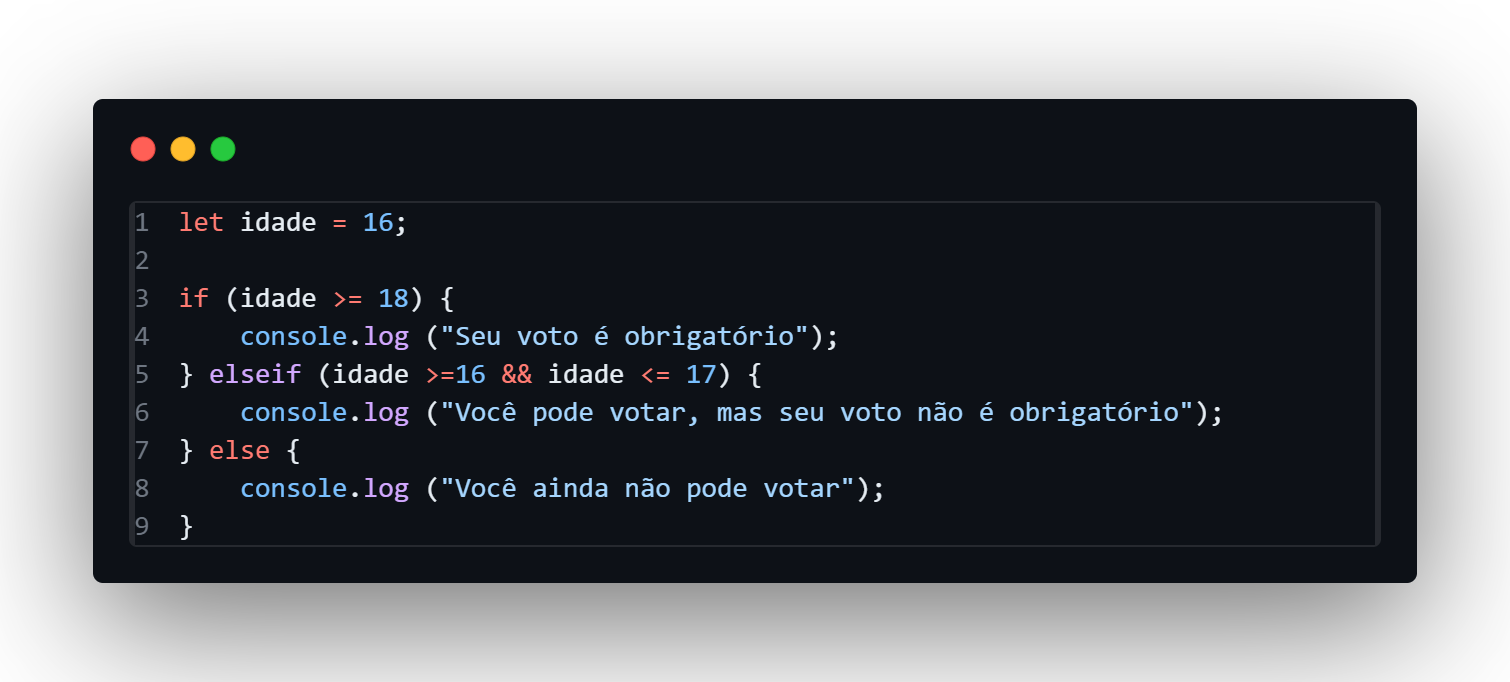 1 let idade = 16;
2
3 if (idade >= 18) {
4     console.log ("Seu voto é obrigatório");
5 } elseif (idade >=16 && idade <= 17) {
6     console.log ("Você pode votar, mas seu voto não é obrigatório");
7 } else {
8     console.log ("Você ainda não pode votar");
9 }